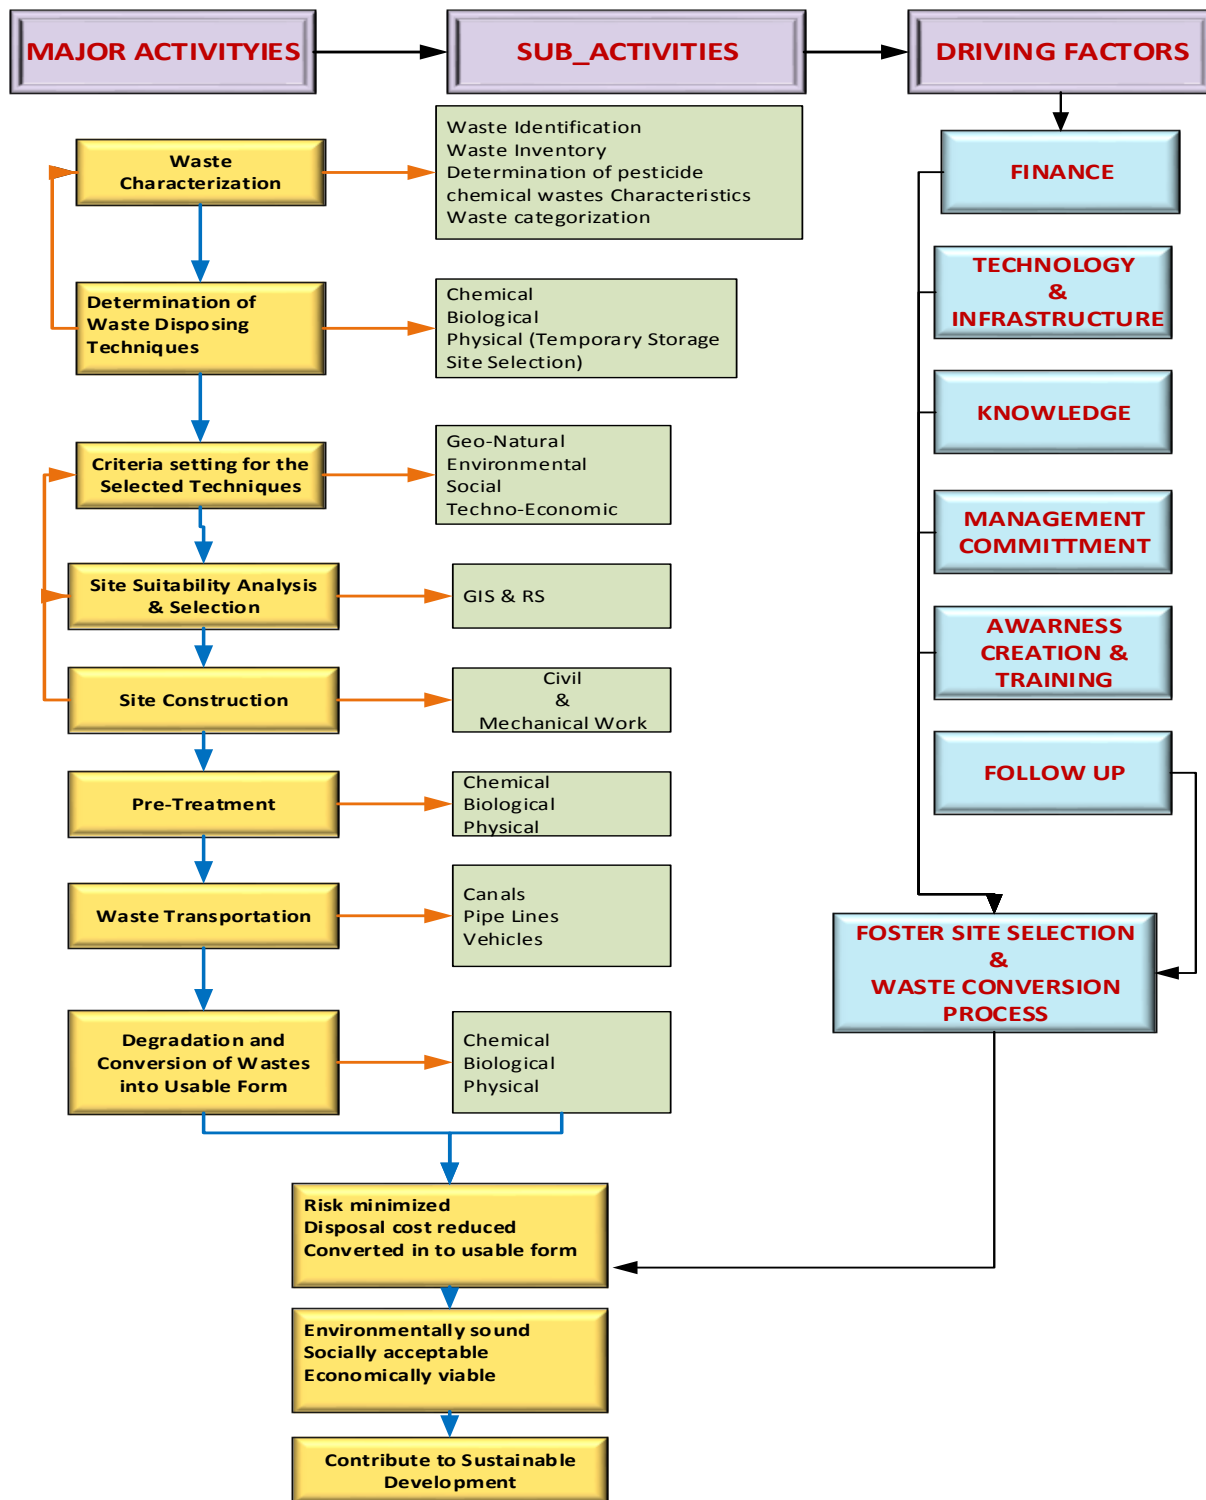 MAJOR ACTIVITYIES
SUB_ACTIVITIES
DRIVING FACTORS
Waste
Characterization
Waste Identification
Waste Inventory
Determination of pesticide
chemical wastes Characteristics
Waste categorization
Determination of
Waste Disposing
Techniques
Chemical
Biological
Physical (Temporary Storage
Site Selection)
Criteria setting for the
Selected Techniques
Geo-Natural
Environmental
Social
Techno-Economic
Site Suitability Analysis
& Selection
GIS & RS
Site Construction
Civil
&
Mechanical Work
Pre-Treatment
Chemical
Biological
Physical
Waste Transportation
Canals
Pipe Lines
Vehicles
Degradation and
Conversion of Wastes
into Usable Form
Chemical
Biological
Physical
Risk minimized
Disposal cost reduced
Converted in to usable form
Environmentally sound
Socially acceptable
Economically viable
Contribute to Sustainable
Development
FINANCE
TECHNOLOGY
&
INFRASTRUCTURE
KNOWLEDGE
MANAGEMENT
COMMITTMENT
AWARNESS
CREATION &
TRAINING
FOLLOW UP
FOSTER SITE SELECTION
&
WASTE CONVERSION
PROCESS